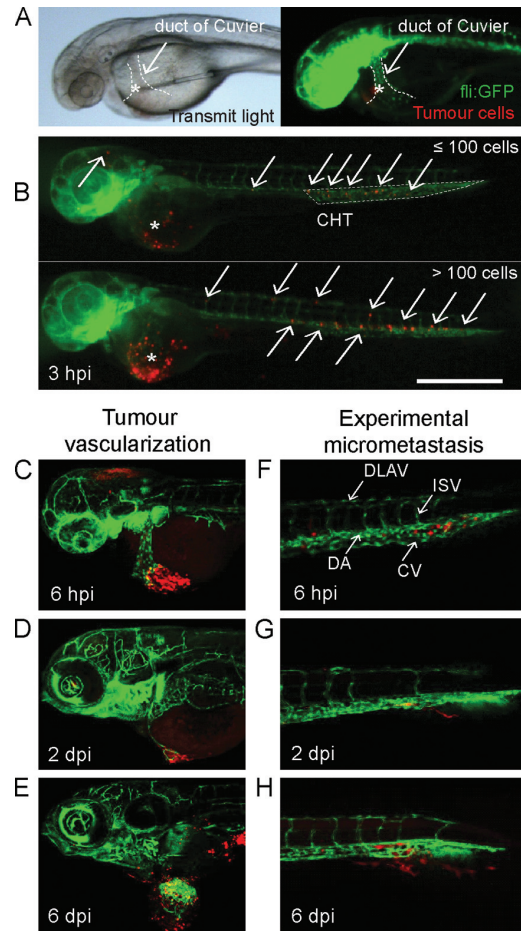 A
duct of Cuvier
*
Transmit light
duct of Cuvier
*
fli:GFP
Tumour cells
B
≤ 100 cells
*
CHT
> 100 cells
*
3 hpi
Tumour
vascularization
Experimental
micrometastasis
C
6 hpi
F
DLAV
ISV
DA
CV
6 hpi
D
2 dpi
G
2 dpi
E
6 dpi
H
6 dpi